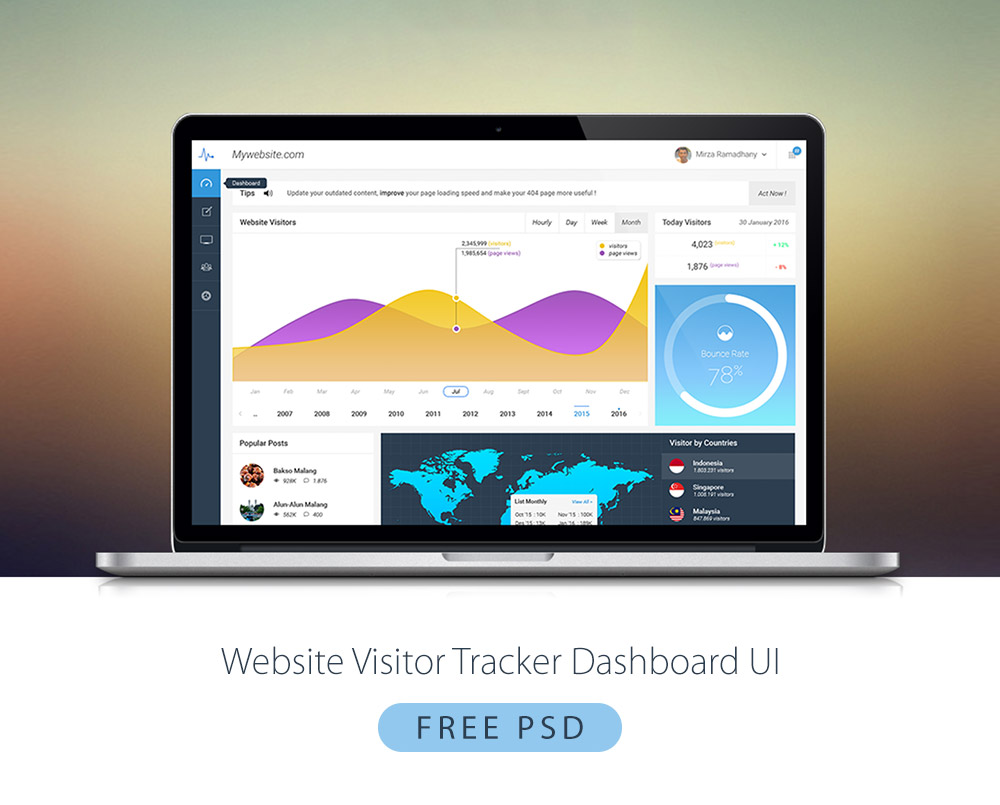 Mywebsite.com
Mirza Ramadhany
Dashboard
Tips
Update your outdated content, improve your page loading speed and make your 404 page more useful !
Act Now !
Website Visitors
Hourly Day Week Month
2,345,999 (visitors)
1,985,654 (page views)
visitors
page views
Jan Feb Mar Apr May Jun Jul Aug Sept Oct Nov Dec
... 2007 2008 2009 2010 2011 2012 2013 2014 2015 2016
Today Visitors 30 January 2016
4,023 (visitors) + 12%
1,876 (page views) - 8%
Bounce Rate
78%
Popular Posts
Bakso Malang
928K 1.876
Alun-Alun Malang
562K 400
List Monthly View All »
Oct '15 : 10K Nov '15 : 100K
Dec '15 : 13K Jan '16 : 189K
Visitor by Countries
Indonesia
1.803.231 visitors
Singapore
1.008.191 visitors
Malaysia
847.869 visitors
Website Visitor Tracker Dashboard UI
FREE PSD